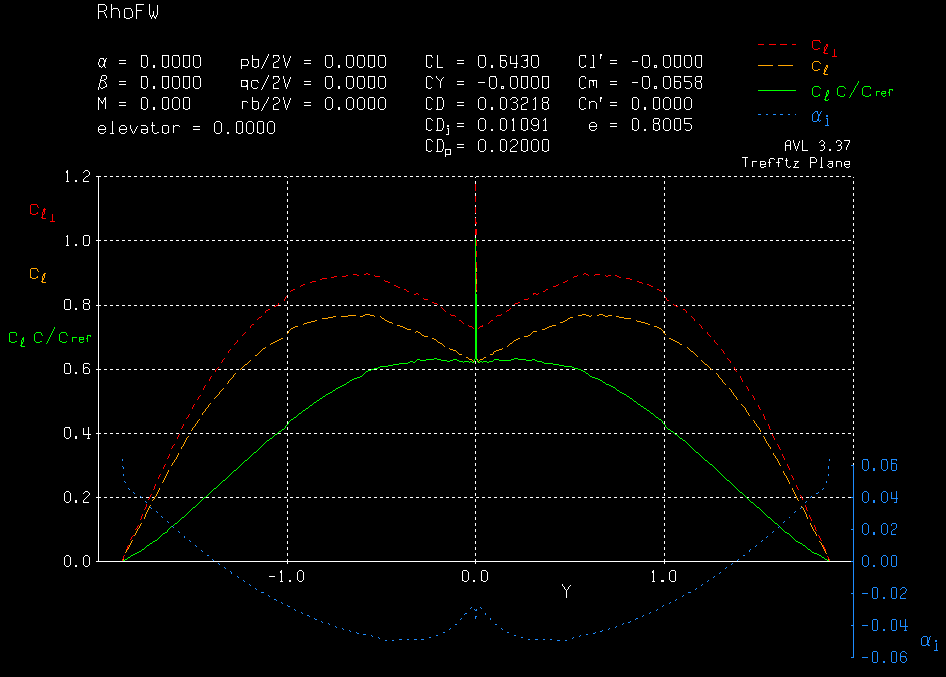 RhoFW
α = 0.0000 pb/2V = 0.0000 CL = 0.6430 Cl' = -0.0000
β = 0.0000 qc/2V = 0.0000 CY = -0.0000 Cm = -0.0658
M = 0.000 rb/2V = 0.0000 CD = 0.03218 Cn' = 0.0000
elevator = 0.0000 CDi = 0.01091 e = 0.8005
CDp = 0.02000
Cℓ⊥
Cℓ
Cℓ C/Cref
αi
AVL 3.37
Trefftz Plane
1.2
Cℓ⊥
1.0
Cℓ
0.8
Cℓ C/Cref
0.6
0.4
0.2
0.0
-1.0 0.0 1.0
Y
0.06
0.04
0.02
0.00
-0.02
-0.04
αi
-0.06